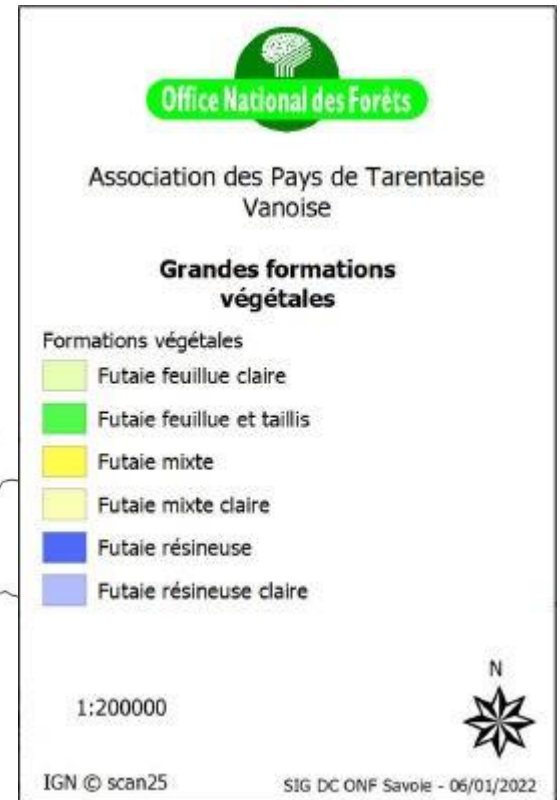 Office National des Forêts
Association des Pays de Tarentaise
Vanoise
Grandes formations
végétales
Formations végétales
Futaie feuillue claire
Futaie feuillue et taillis
Futaie mixte
Futaie mixte claire
Futaie résineuse
Futaie résineuse claire
N
1:200000
IGN © scan25
SIG DC ONF Savoie - 06/01/2022